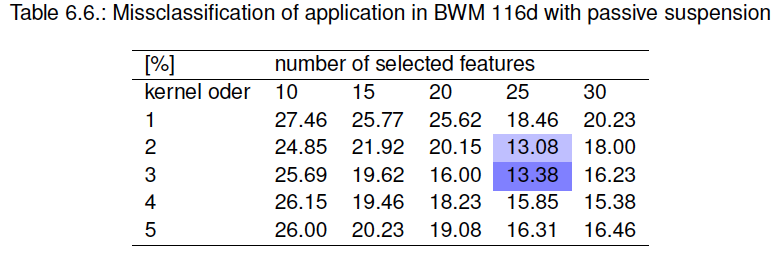 Table 6.6.: Missclassification of application in BWM 116d with passive suspension
[%] number of selected features
kernel oder 10 15 20 25 30
1 27.46 25.77 25.62 18.46 20.23
2 24.85 21.92 20.15 13.08 18.00
3 25.69 19.62 16.00 13.38 16.23
4 26.15 19.46 18.23 15.85 15.38
5 26.00 20.23 19.08 16.31 16.46